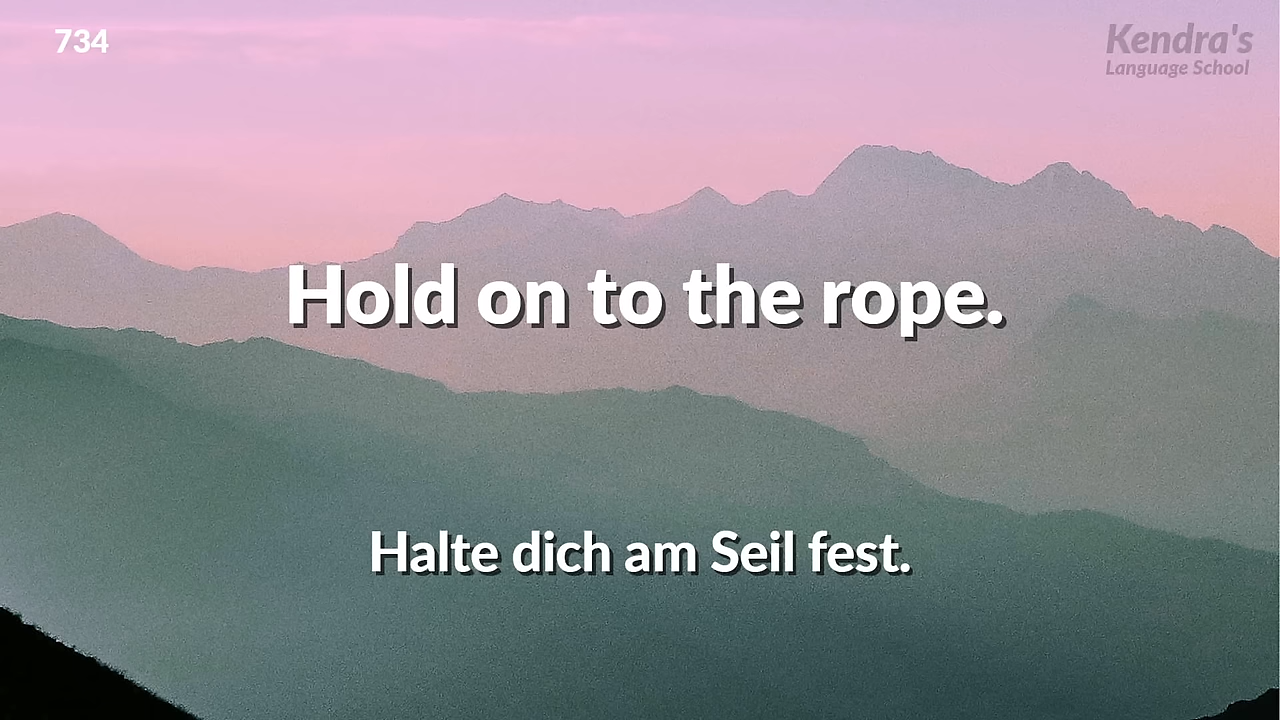 734
Kendra's
Language School
Hold on to the rope.
Halte dich am Seil fest.